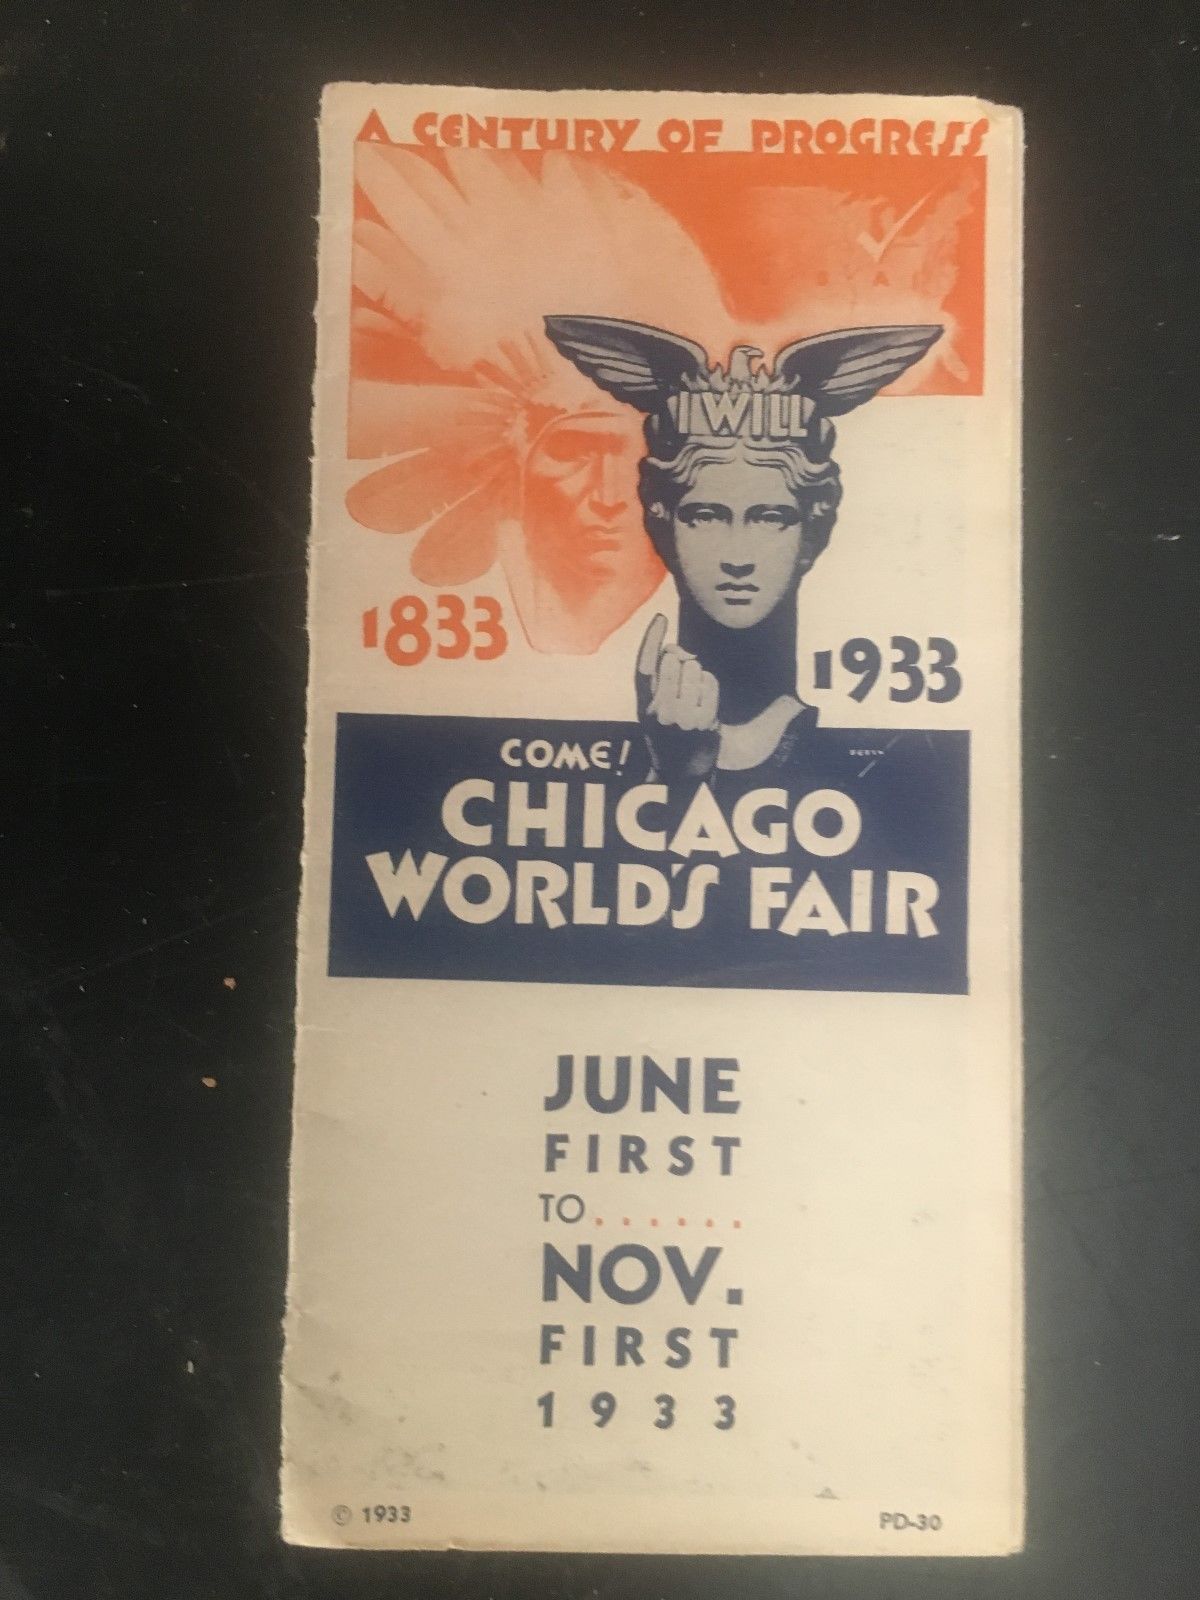 A CENTURY OF PROGRESS
I WILL
1833
1933
COME!
CHICAGO
WORLD'S FAIR
JUNE
FIRST
TO......
NOV.
FIRST
1933
© 1933
PD-30